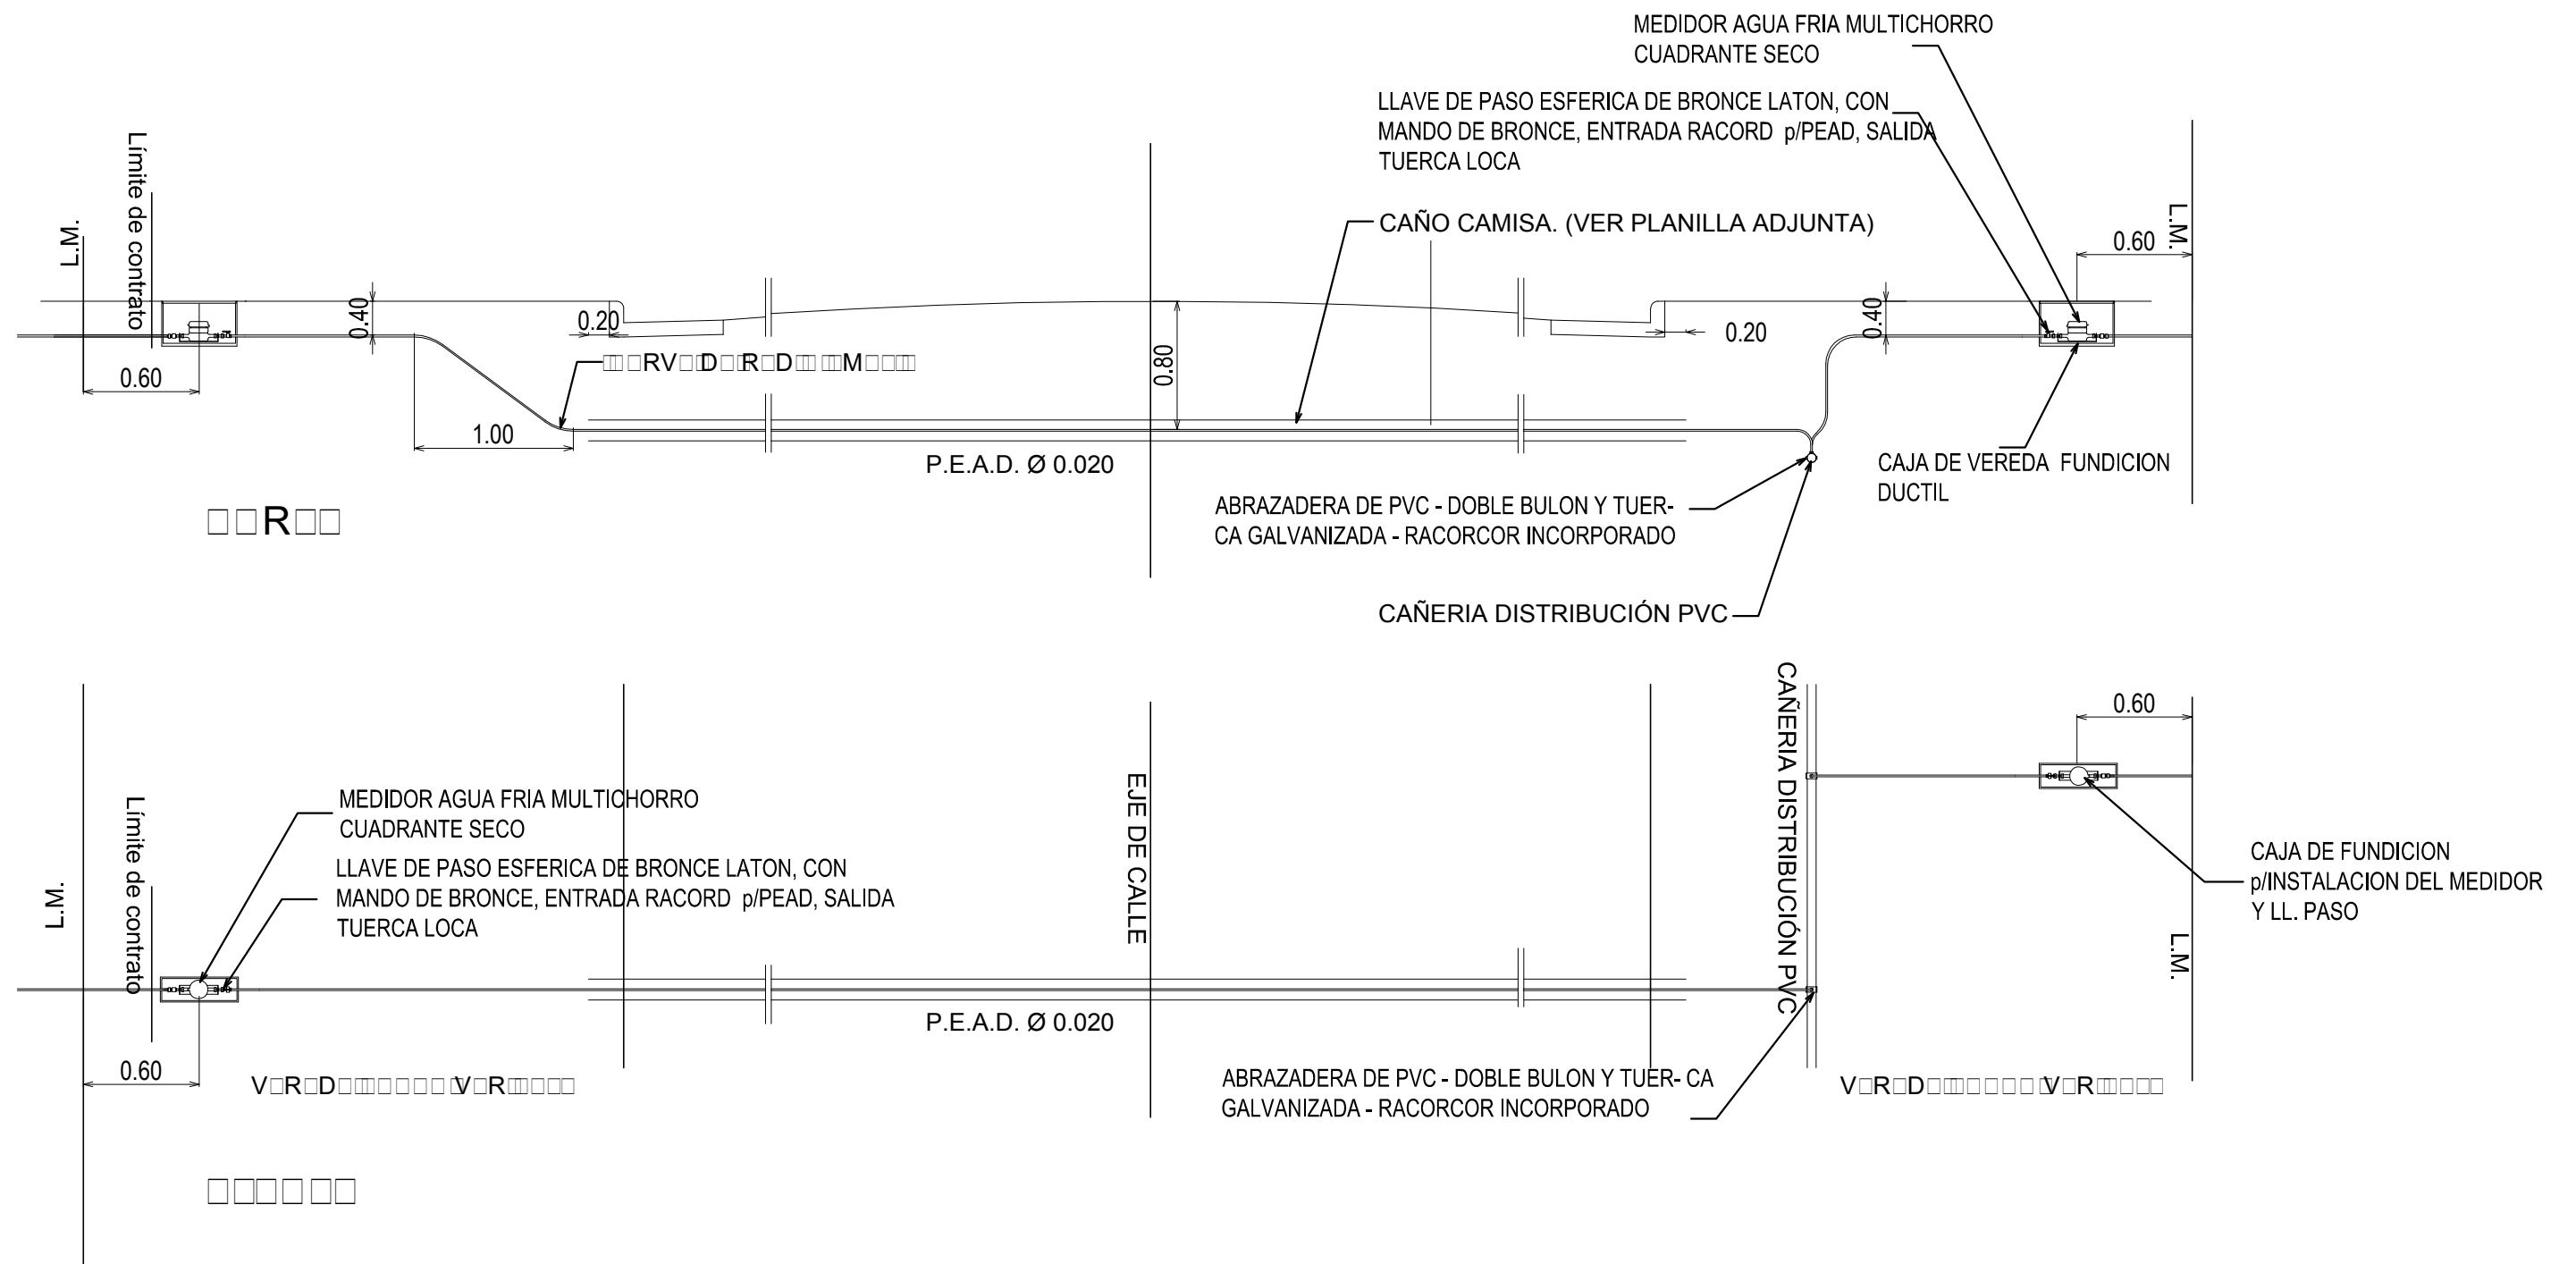 MEDIDOR AGUA FRIA MULTICHORRO
CUADRANTE SECO
LLAVE DE PASO ESFERICA DE BRONCE LATON, CON
MANDO DE BRONCE, ENTRADA RACORD p/PEAD, SALIDA
TUERCA LOCA
Límite de contrato
L.M.
CAÑO CAMISA. (VER PLANILLA ADJUNTA)
L.M.
0.60
0.40
0.20
0.80
0.20
0.40
0.60
1.00
P.E.A.D. Ø 0.020
CAJA DE VEREDA FUNDICION
DUCTIL
ABRAZADERA DE PVC - DOBLE BULON Y TUER-
CA GALVANIZADA - RACORCOR INCORPORADO
CAÑERIA DISTRIBUCIÓN PVC
CAÑERIA DISTRIBUCIÓN PVC
0.60
EJE DE CALLE
MEDIDOR AGUA FRIA MULTICHORRO
CUADRANTE SECO
Límite de contrato
L.M.
LLAVE DE PASO ESFERICA DE BRONCE LATON, CON
MANDO DE BRONCE, ENTRADA RACORD p/PEAD, SALIDA
TUERCA LOCA
CAJA DE FUNDICION
p/INSTALACION DEL MEDIDOR
Y LL. PASO
L.M.
P.E.A.D. Ø 0.020
0.60
ABRAZADERA DE PVC - DOBLE BULON Y TUER- CA
GALVANIZADA - RACORCOR INCORPORADO